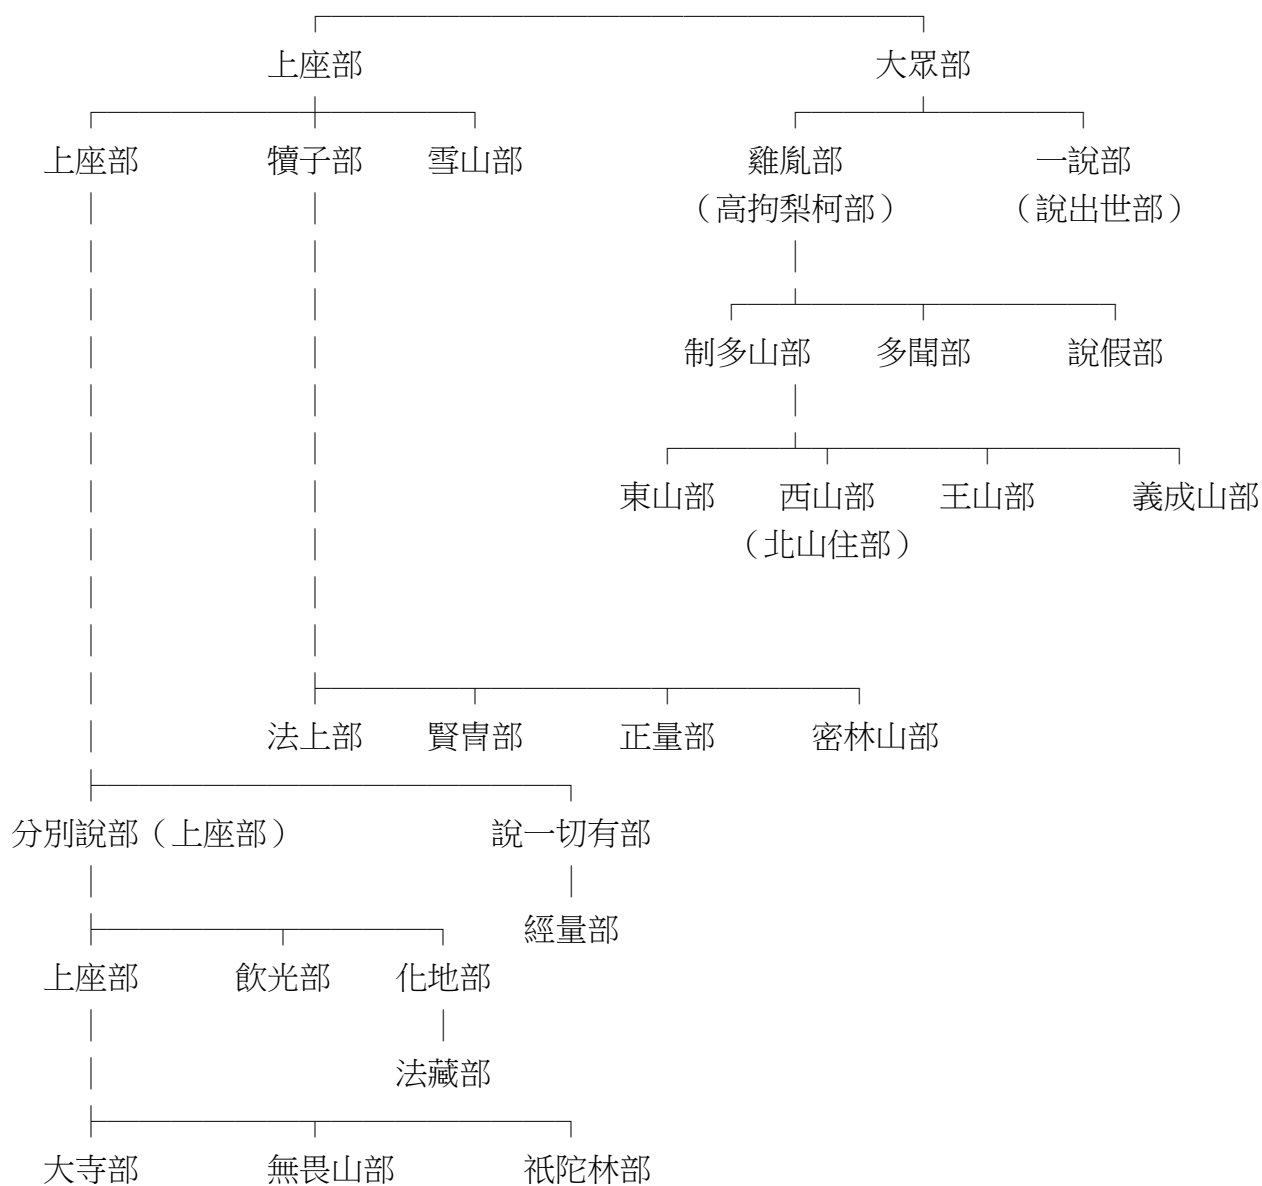 上座部 大眾部
上座部 犢子部 雪山部 雞胤部 一說部
（高拘梨柯部） （說出世部）
制多山部 多聞部 說假部
東山部 西山部 王山部 義成山部
（北山住部）
法上部 賢冑部 正量部 密林山部
分別說部（上座部） 說一切有部
經量部
上座部 飲光部 化地部
法藏部
大寺部 無畏山部 祇陀林部